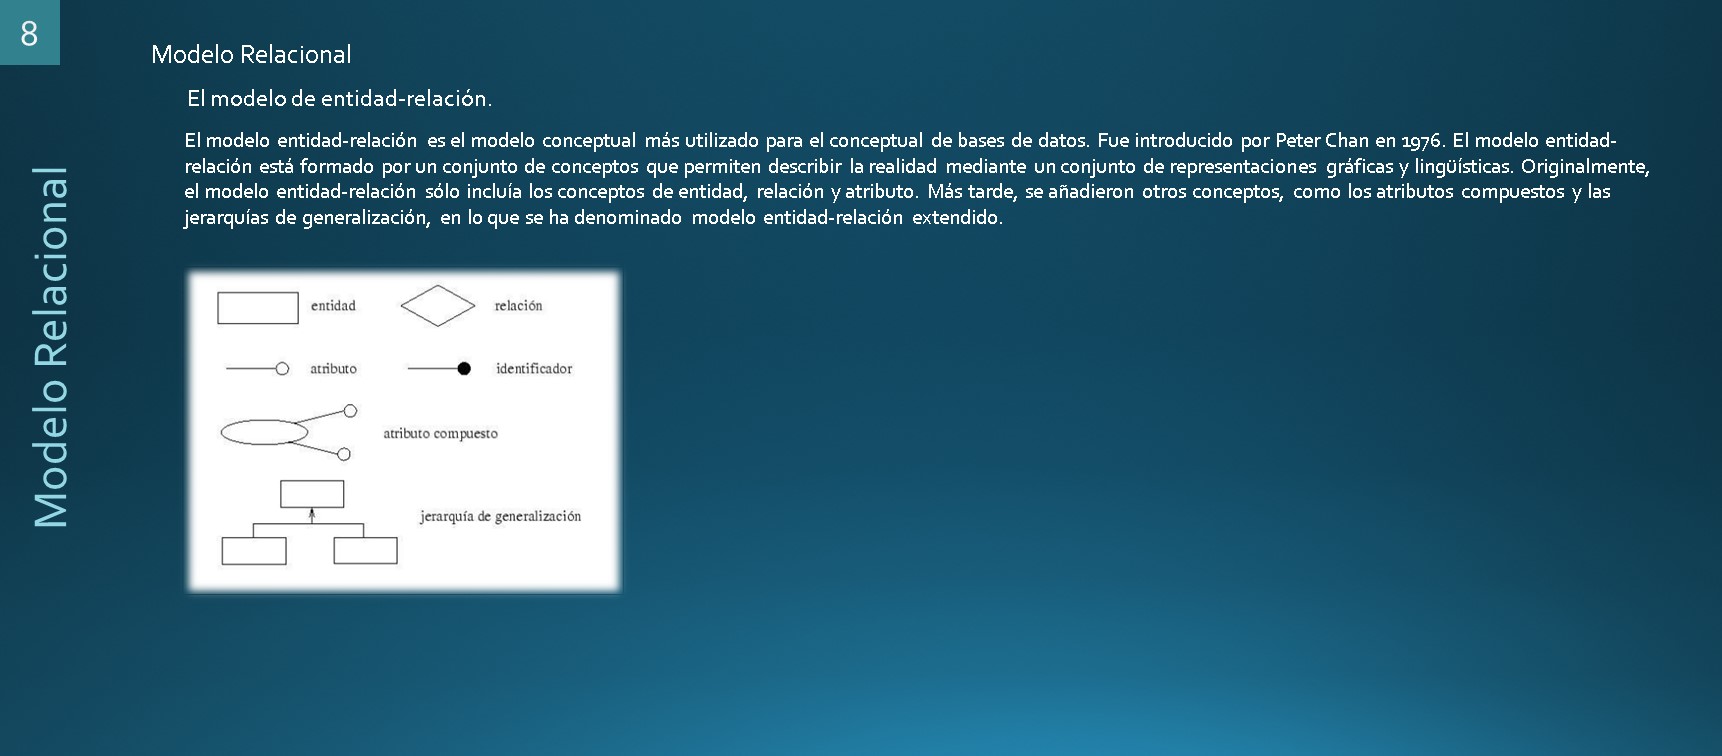 8
Modelo Relacional
Modelo Relacional
El modelo de entidad-relación.
El modelo entidad-relación es el modelo conceptual más utilizado para el conceptual de bases de datos. Fue introducido por Peter Chan en 1976. El modelo entidad-
relación está formado por un conjunto de conceptos que permiten describir la realidad mediante un conjunto de representaciones gráficas y lingüísticas. Originalmente,
el modelo entidad-relación sólo incluía los conceptos de entidad, relación y atributo. Más tarde, se añadieron otros conceptos, como los atributos compuestos y las
jerarquías de generalización, en lo que se ha denominado modelo entidad-relación extendido.
entidad
relación
atributo
identificador
atributo compuesto
jerarquía de generalización